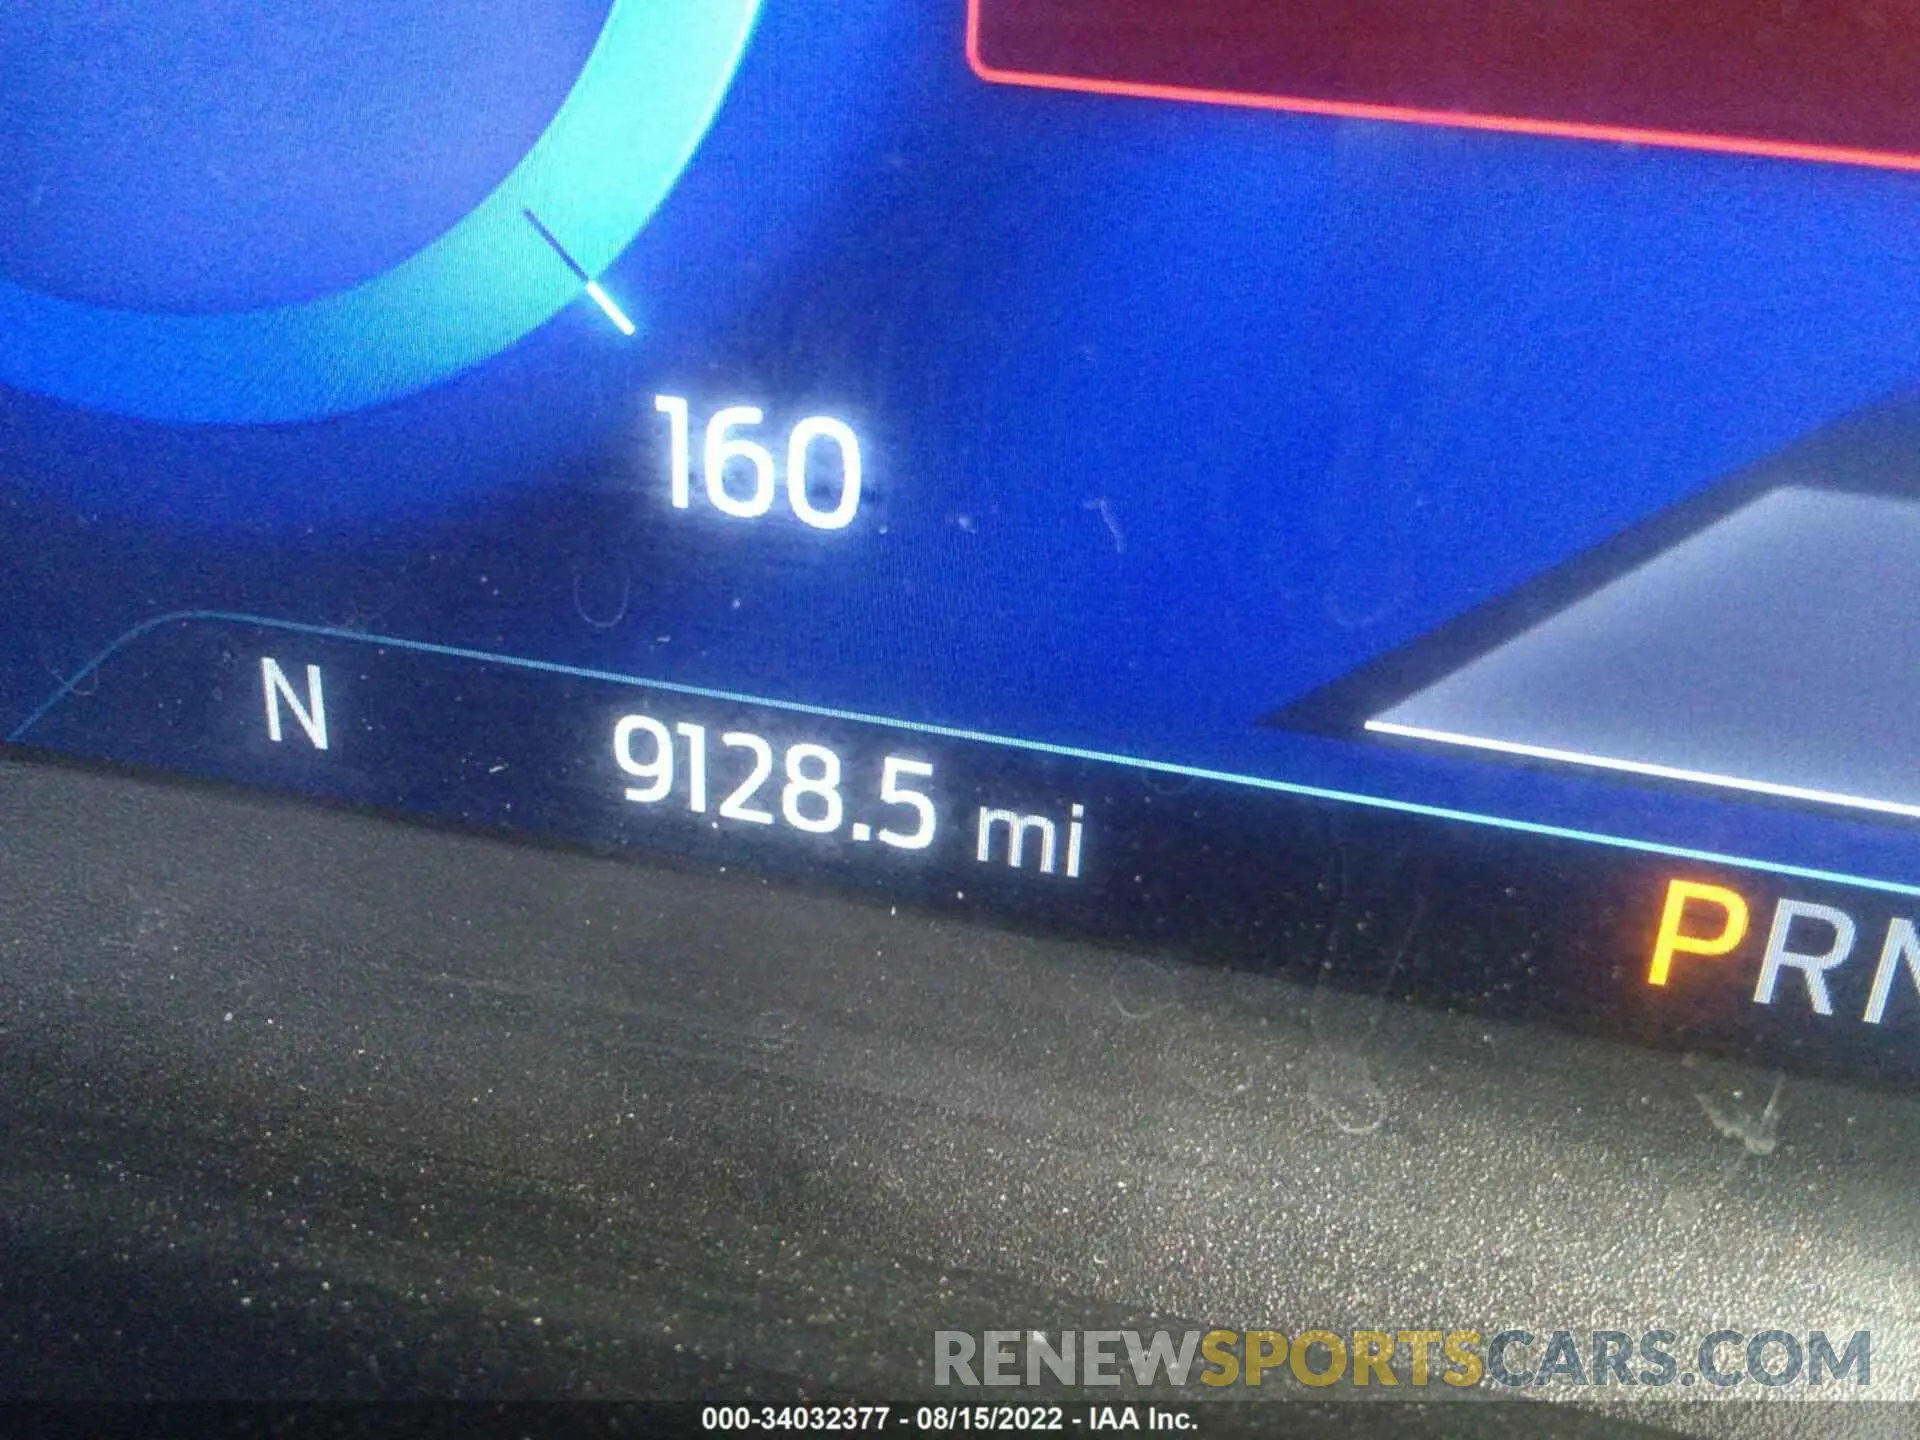 160
N 9128.5 mi
PRN
RENEWSPORTSCARS.COM
000-34032377 - 08/15/2022 - IAA Inc.